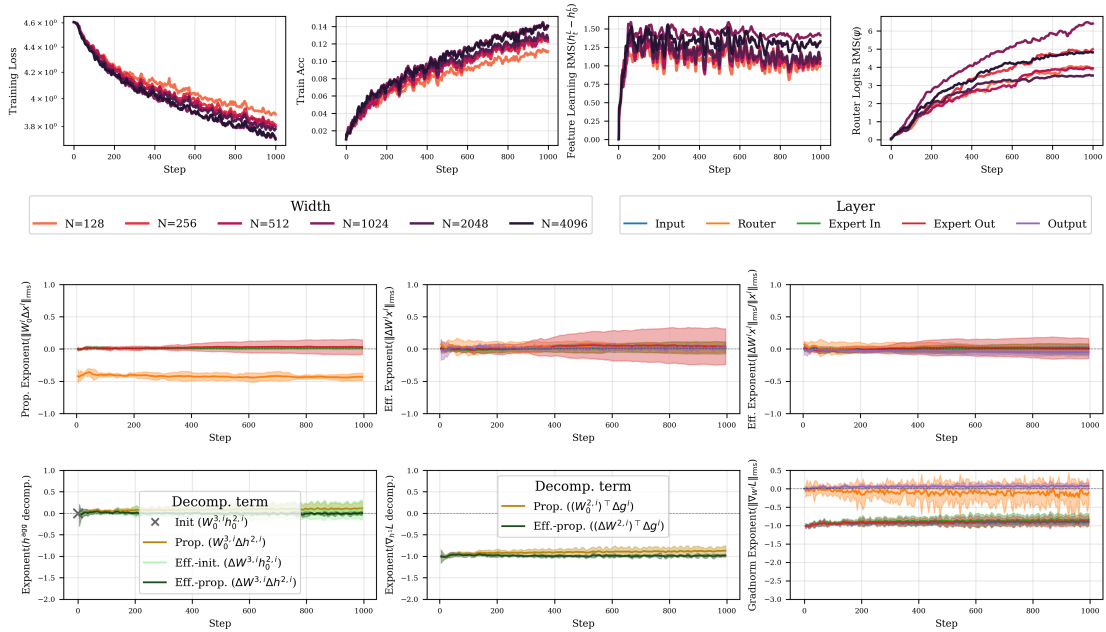 Training Loss
4.6 × 10⁰
4.4 × 10⁰
4.2 × 10⁰
4 × 10⁰
3.8 × 10⁰
0 200 400 600 800 1000
Step
Train Acc
0.14
0.12
0.10
0.08
0.06
0.04
0.02
0 200 400 600 800 1000
Step
Feature Learning RMS(h_t^L − h_0^L)
1.50
1.25
1.00
0.75
0.50
0.25
0.00
0 200 400 600 800 1000
Step
Router Logits RMS(ψ)
6
5
4
3
2
1
0
0 200 400 600 800 1000
Step
Width
N=128 N=256 N=512 N=1024 N=2048 N=4096
Layer
Input Router Expert In Expert Out Output
Prop. Exponent(‖W_0^l Δx^l‖_rms)
1.0
0.5
0.0
−0.5
−1.0
0 200 400 600 800 1000
Step
Eff. Exponent(‖ΔW^l x^l‖_rms)
1.0
0.5
0.0
−0.5
−1.0
0 200 400 600 800 1000
Step
Eff. Exponent(‖ΔW^l x^l‖_rms/‖x^l‖_rms)
1.0
0.5
0.0
−0.5
−1.0
0 200 400 600 800 1000
Step
Exponent(h^agg decomp.)
1.0
0.5
0.0
−0.5
−1.0
−1.5
−2.0
Decomp. term
Init (W_0^{3,i} h_0^{2,i})
Prop. (W_0^{3,i} Δh^{2,i})
Eff.-init. (ΔW^{3,i} h_0^{2,i})
Eff.-prop. (ΔW^{3,i} Δh^{2,i})
0 200 400 600 800 1000
Step
1.0
0.5
0.0
−0.5
−1.0
−1.5
−2.0
Decomp. term
Prop. ((W_0^{2,i})^⊤ Δg^i)
Eff.-prop. ((ΔW^{2,i})^⊤ Δg^i)
0 200 400 600 800 1000
Step
Gradnorm Exponent(‖∇_{W^l} L‖_rms)
0.5
0.0
−0.5
−1.0
−1.5
−2.0
−2.5
−3.0
0 200 400 600 800 1000
Step